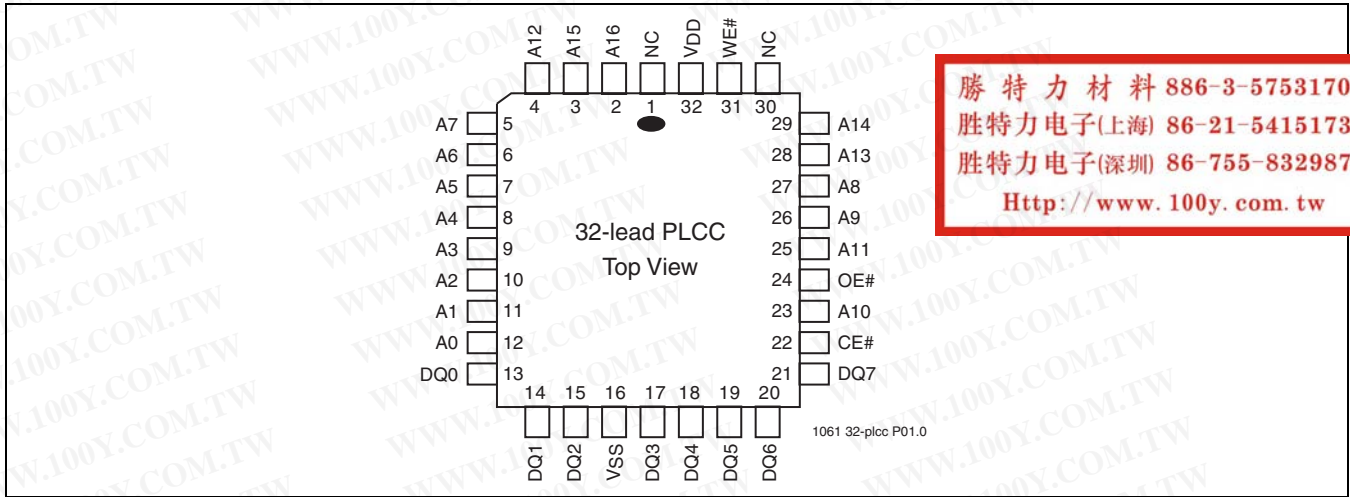 A12 A15 A16 NC VDD WE# NC
4 3 2 1 32 31 30
A7 5
A6 6
A5 7
A4 8
A3 9
A2 10
A1 11
A0 12
DQ0 13
32-lead PLCC
Top View
29 A14
28 A13
27 A8
26 A9
25 A11
24 OE#
23 A10
22 CE#
21 DQ7
14 15 16 17 18 19 20
DQ1 DQ2 VSS DQ3 DQ4 DQ5 DQ6
1061 32-plcc P01.0
勝特力材料 886-3-5753170
胜特力电子(上海) 86-21-5415173
胜特力电子(深圳) 86-755-832987
Http://www.100y.com.tw
WWW.100Y.COM.TW